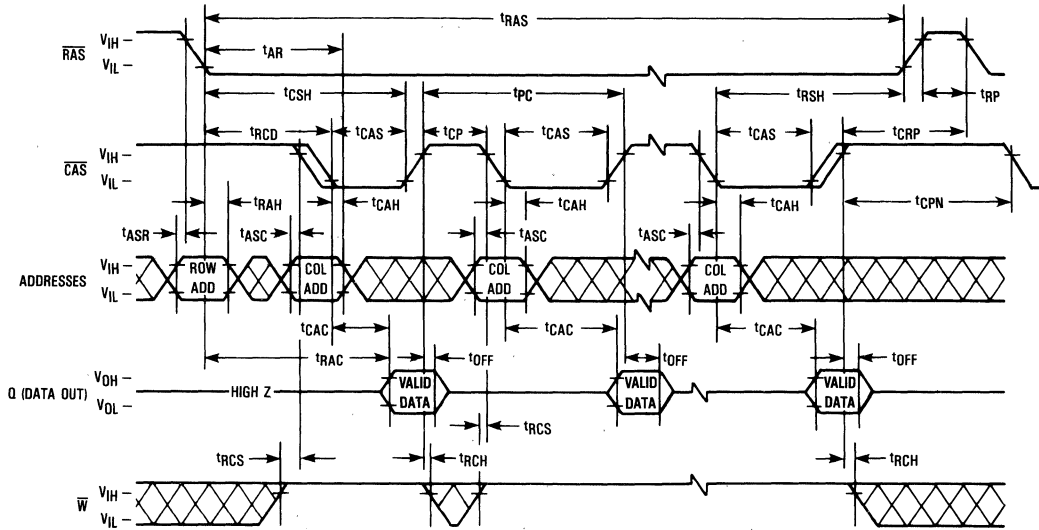 tRAS
RAS VIH
VIL
tAR
tCSH
tPC
tRSH
tRP
tRCD
tCAS
tCP
tCAS
tCAS
tCRP
CAS VIH
VIL
tRAH
tCAH
tCAH
tCAH
tCPN
tASR
tASC
tASC
tASC
ADDRESSES VIH
VIL
ROW ADD
COL ADD
COL ADD
COL ADD
tCAC
tCAC
tCAC
tRAC
tOFF
tOFF
tOFF
Q (DATA OUT) VOH
VOL
HIGH Z
VALID DATA
VALID DATA
VALID DATA
tRCS
tRCS
tRCH
tRCH
W VIH
VIL